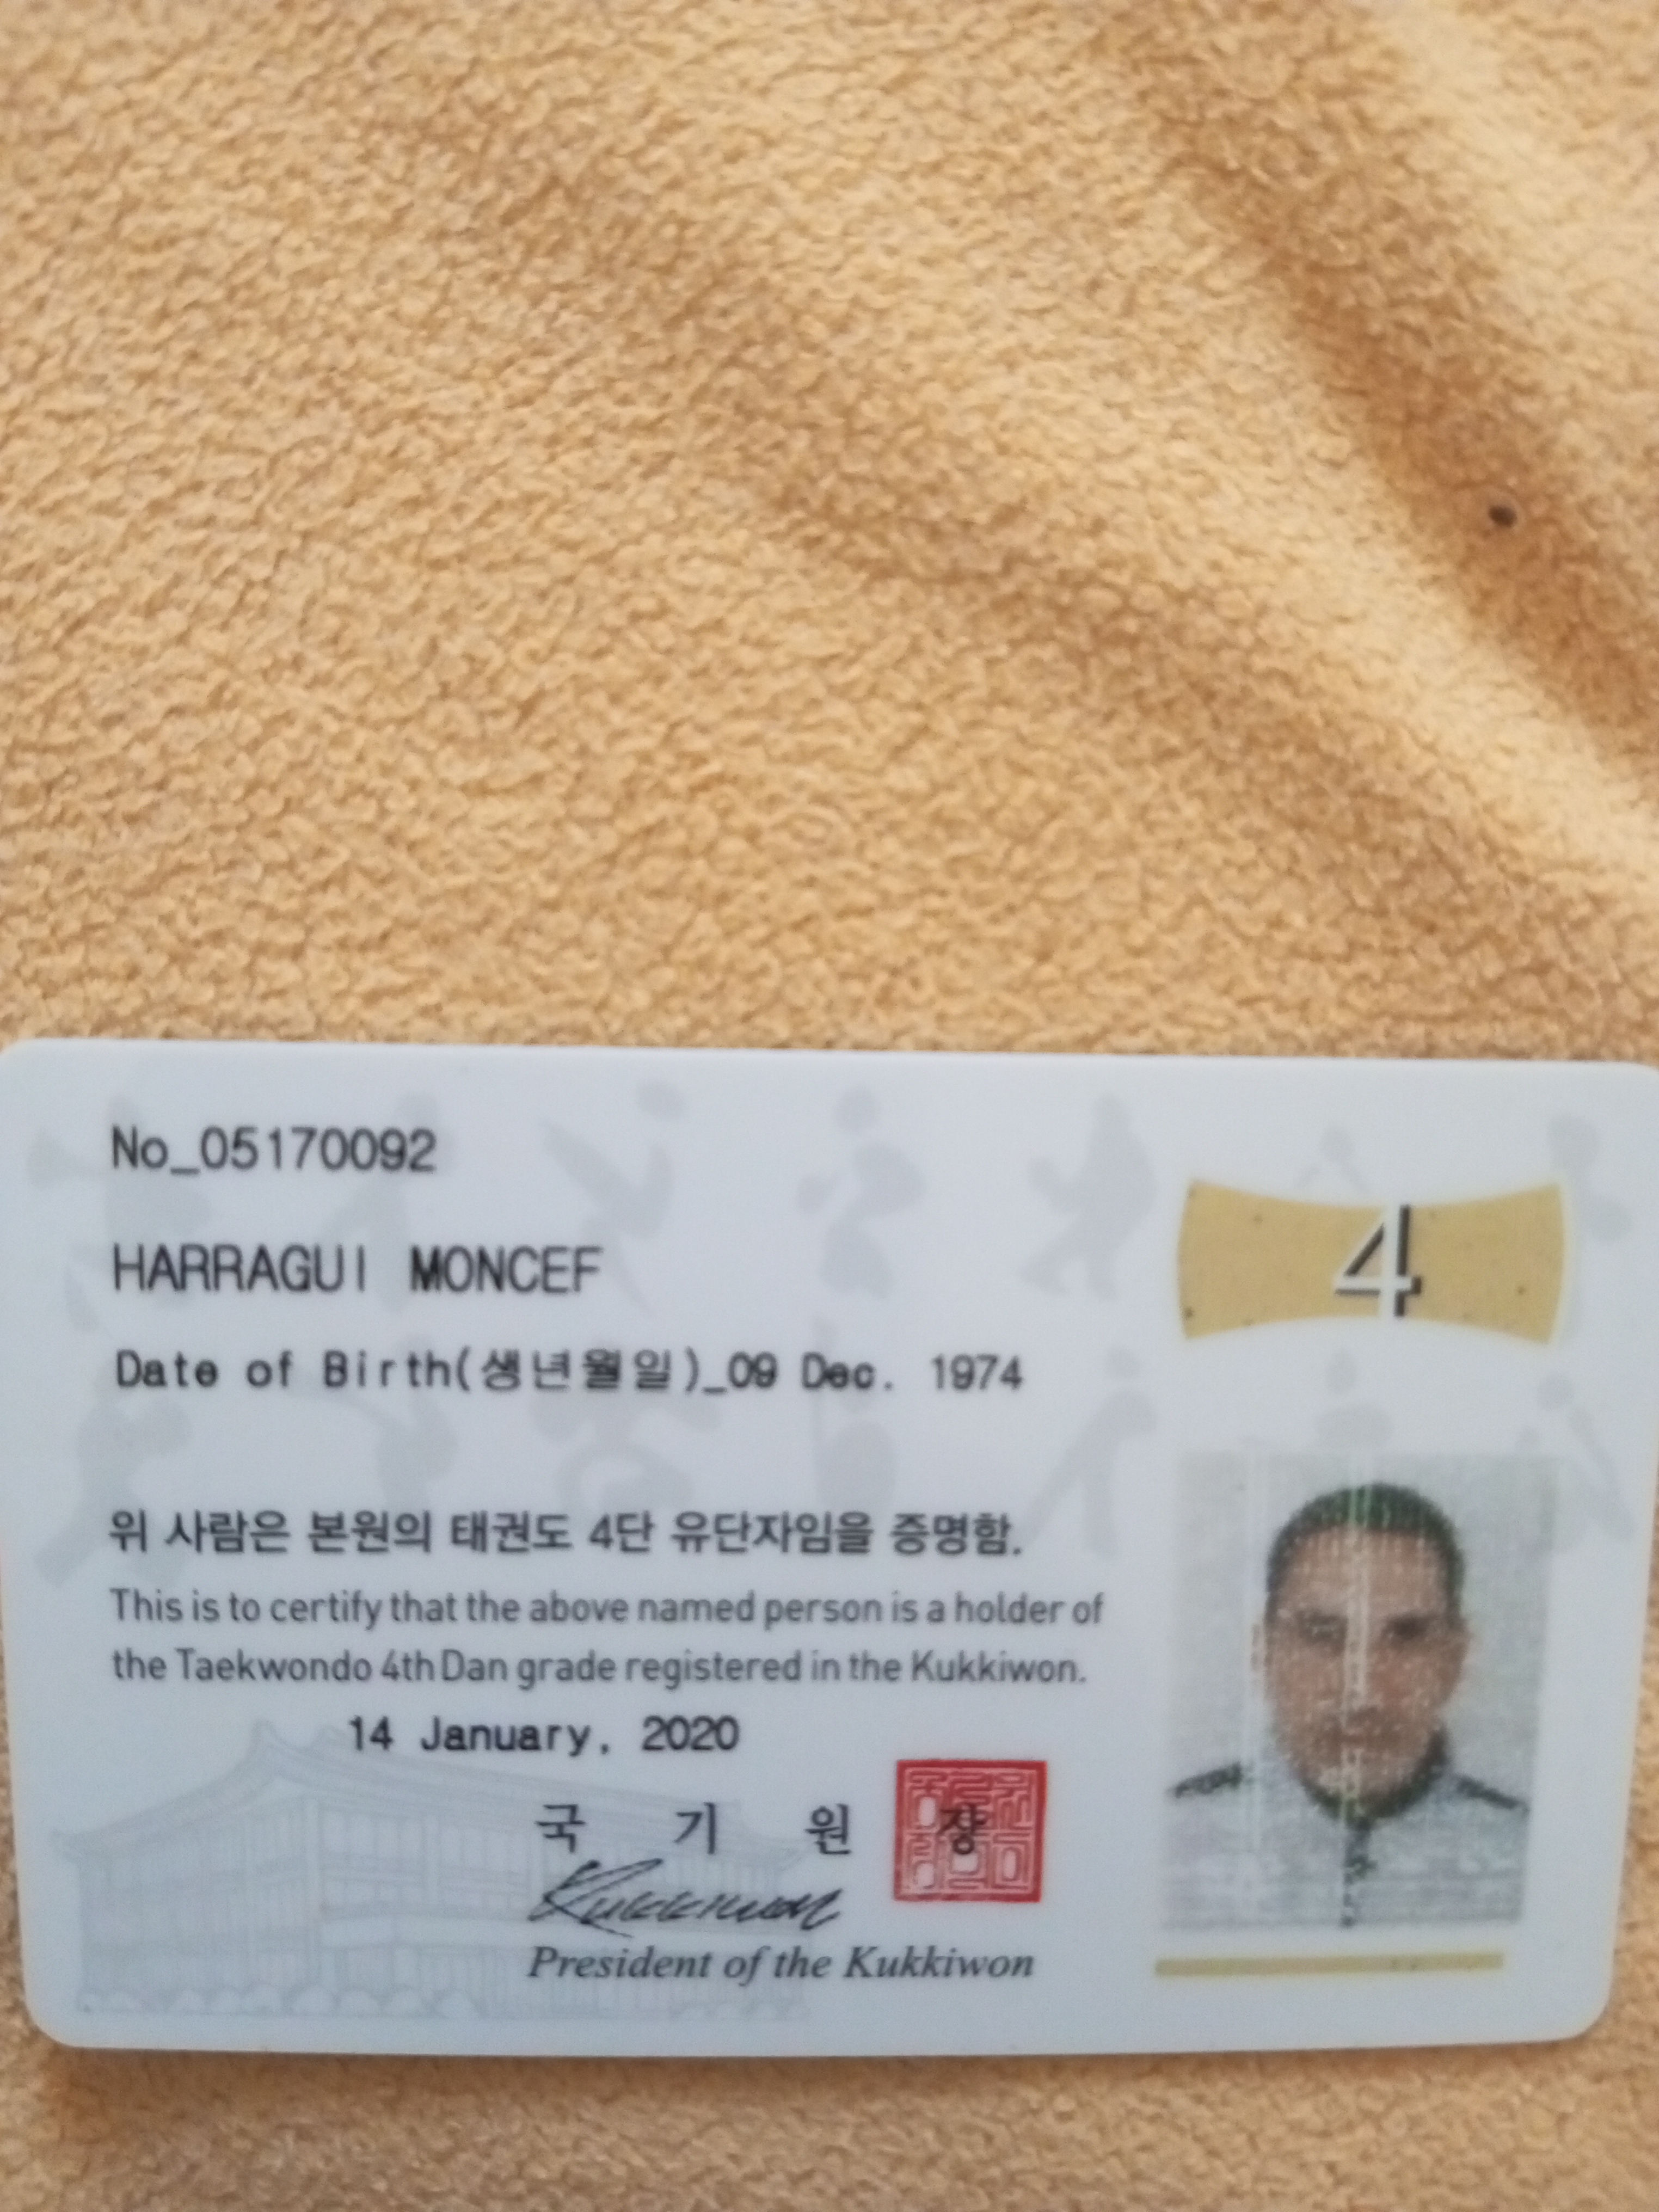 No_05170092
4
HARRAGUI MONCEF
Date of Birth(생년월일)_09 Dec. 1974
위 사람은 본원의 태권도 4단 유단자임을 증명함.
This is to certify that the above named person is a holder of
the Taekwondo 4th Dan grade registered in the Kukkiwon.
14 January, 2020
국 기 원 장
Kukkiwon
President of the Kukkiwon